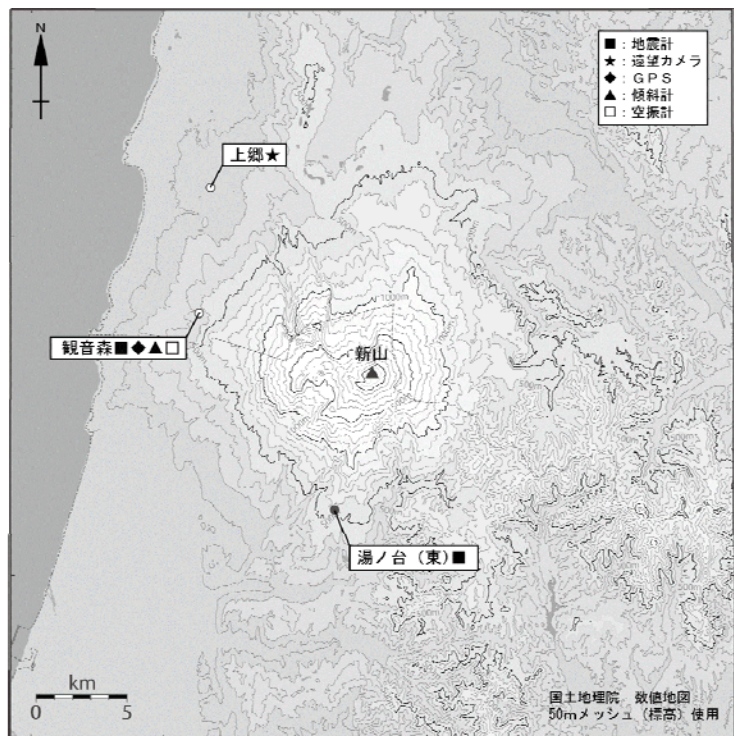 N
■：地震計
★：遠望カメラ
◆：ＧＰＳ
▲：傾斜計
□：空振計
上郷★
1000m
観音森■◆▲□
新山
湯ノ台（東）■
km
0 5
国土地理院　数値地図
50mメッシュ（標高）使用